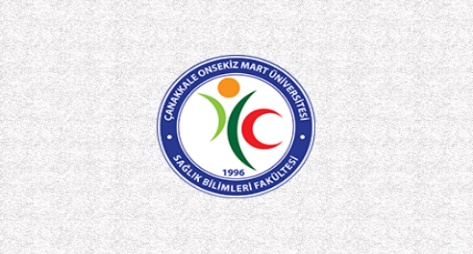 ÇANAKKALE ONSEKİZ MART ÜNİVERSİTESİ
1996
SAĞLIK BİLİMLERİ FAKÜLTESİ